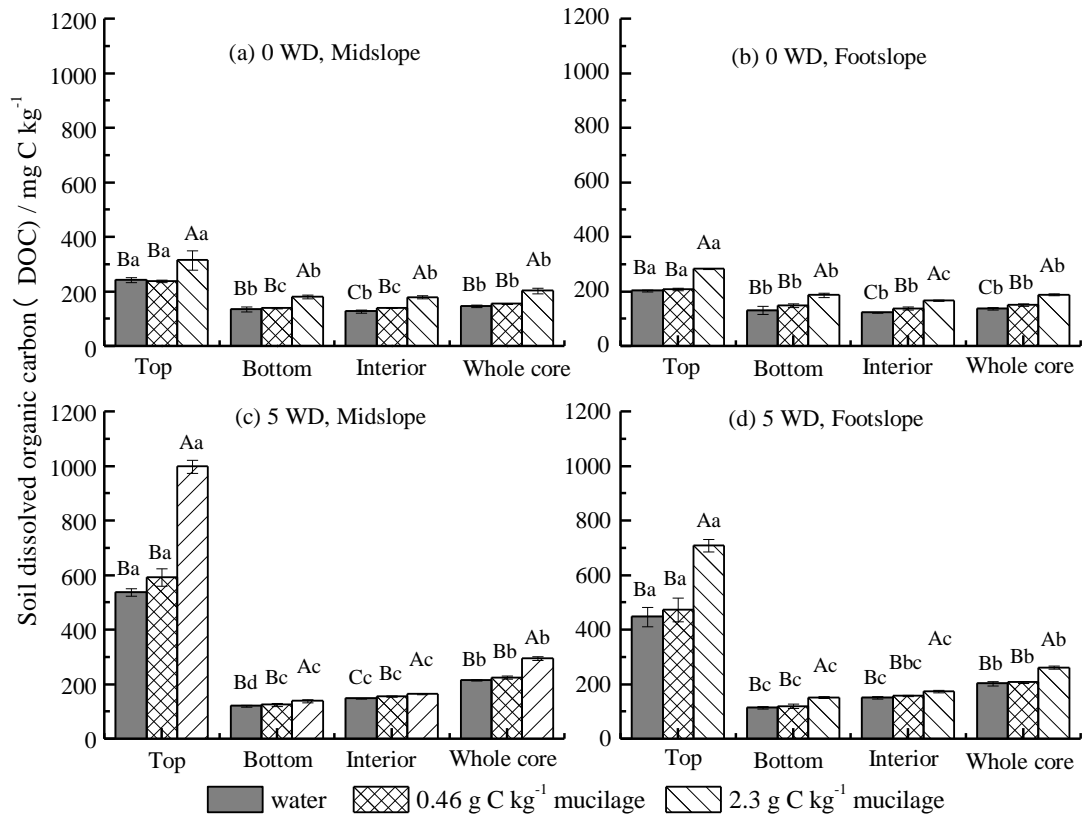 Soil dissolved organic carbon ( DOC) / mg C kg⁻¹
1200
1000
800
600
400
200
0
(a) 0 WD, Midslope
Ba Ba Aa
Bb Bc Ab
Cb Bc Ab
Bb Bb Ab
Top Bottom Interior Whole core
1200
1000
800
600
400
200
0
(b) 0 WD, Footslope
Ba Ba Aa
Bb Bb Ab
Cb Bb Ac
Cb Bb Ab
Top Bottom Interior Whole core
1200
1000
800
600
400
200
0
(c) 5 WD, Midslope
Ba Ba Aa
Bd Bc Ac
Cc Bc Ac
Bb Bb Ab
Top Bottom Interior Whole core
1200
1000
800
600
400
200
0
(d) 5 WD, Footslope
Ba Ba Aa
Bc Bc Ac
Bc Bbc Ac
Bb Bb Ab
Top Bottom Interior Whole core
water 0.46 g C kg⁻¹ mucilage 2.3 g C kg⁻¹ mucilage